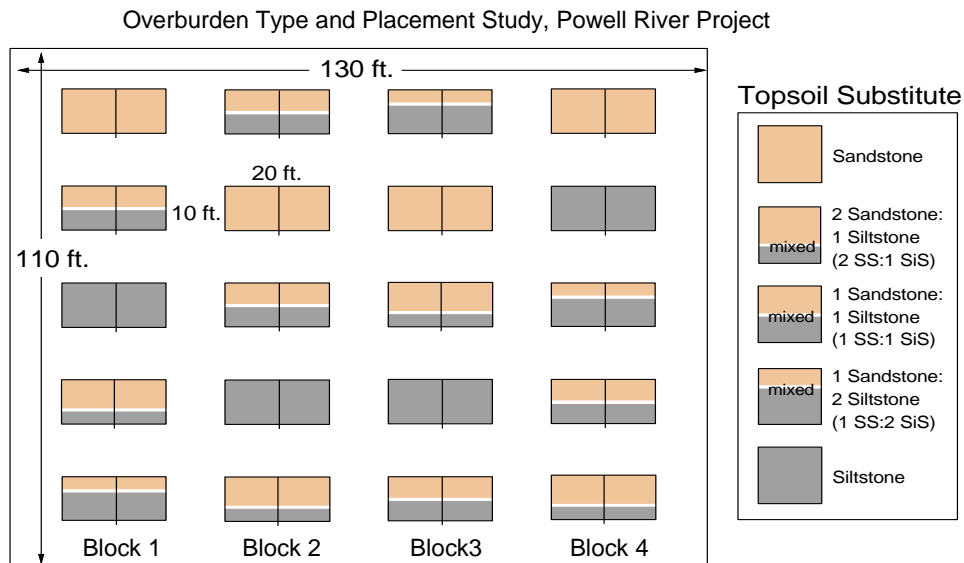 Overburden Type and Placement Study, Powell River Project
130 ft.
20 ft.
10 ft.
110 ft.
Block 1
Block 2
Block3
Block 4
Topsoil Substitute
Sandstone
mixed
2 Sandstone:
1 Siltstone
(2 SS:1 SiS)
mixed
1 Sandstone:
1 Siltstone
(1 SS:1 SiS)
mixed
1 Sandstone:
2 Siltstone
(1 SS:2 SiS)
Siltstone